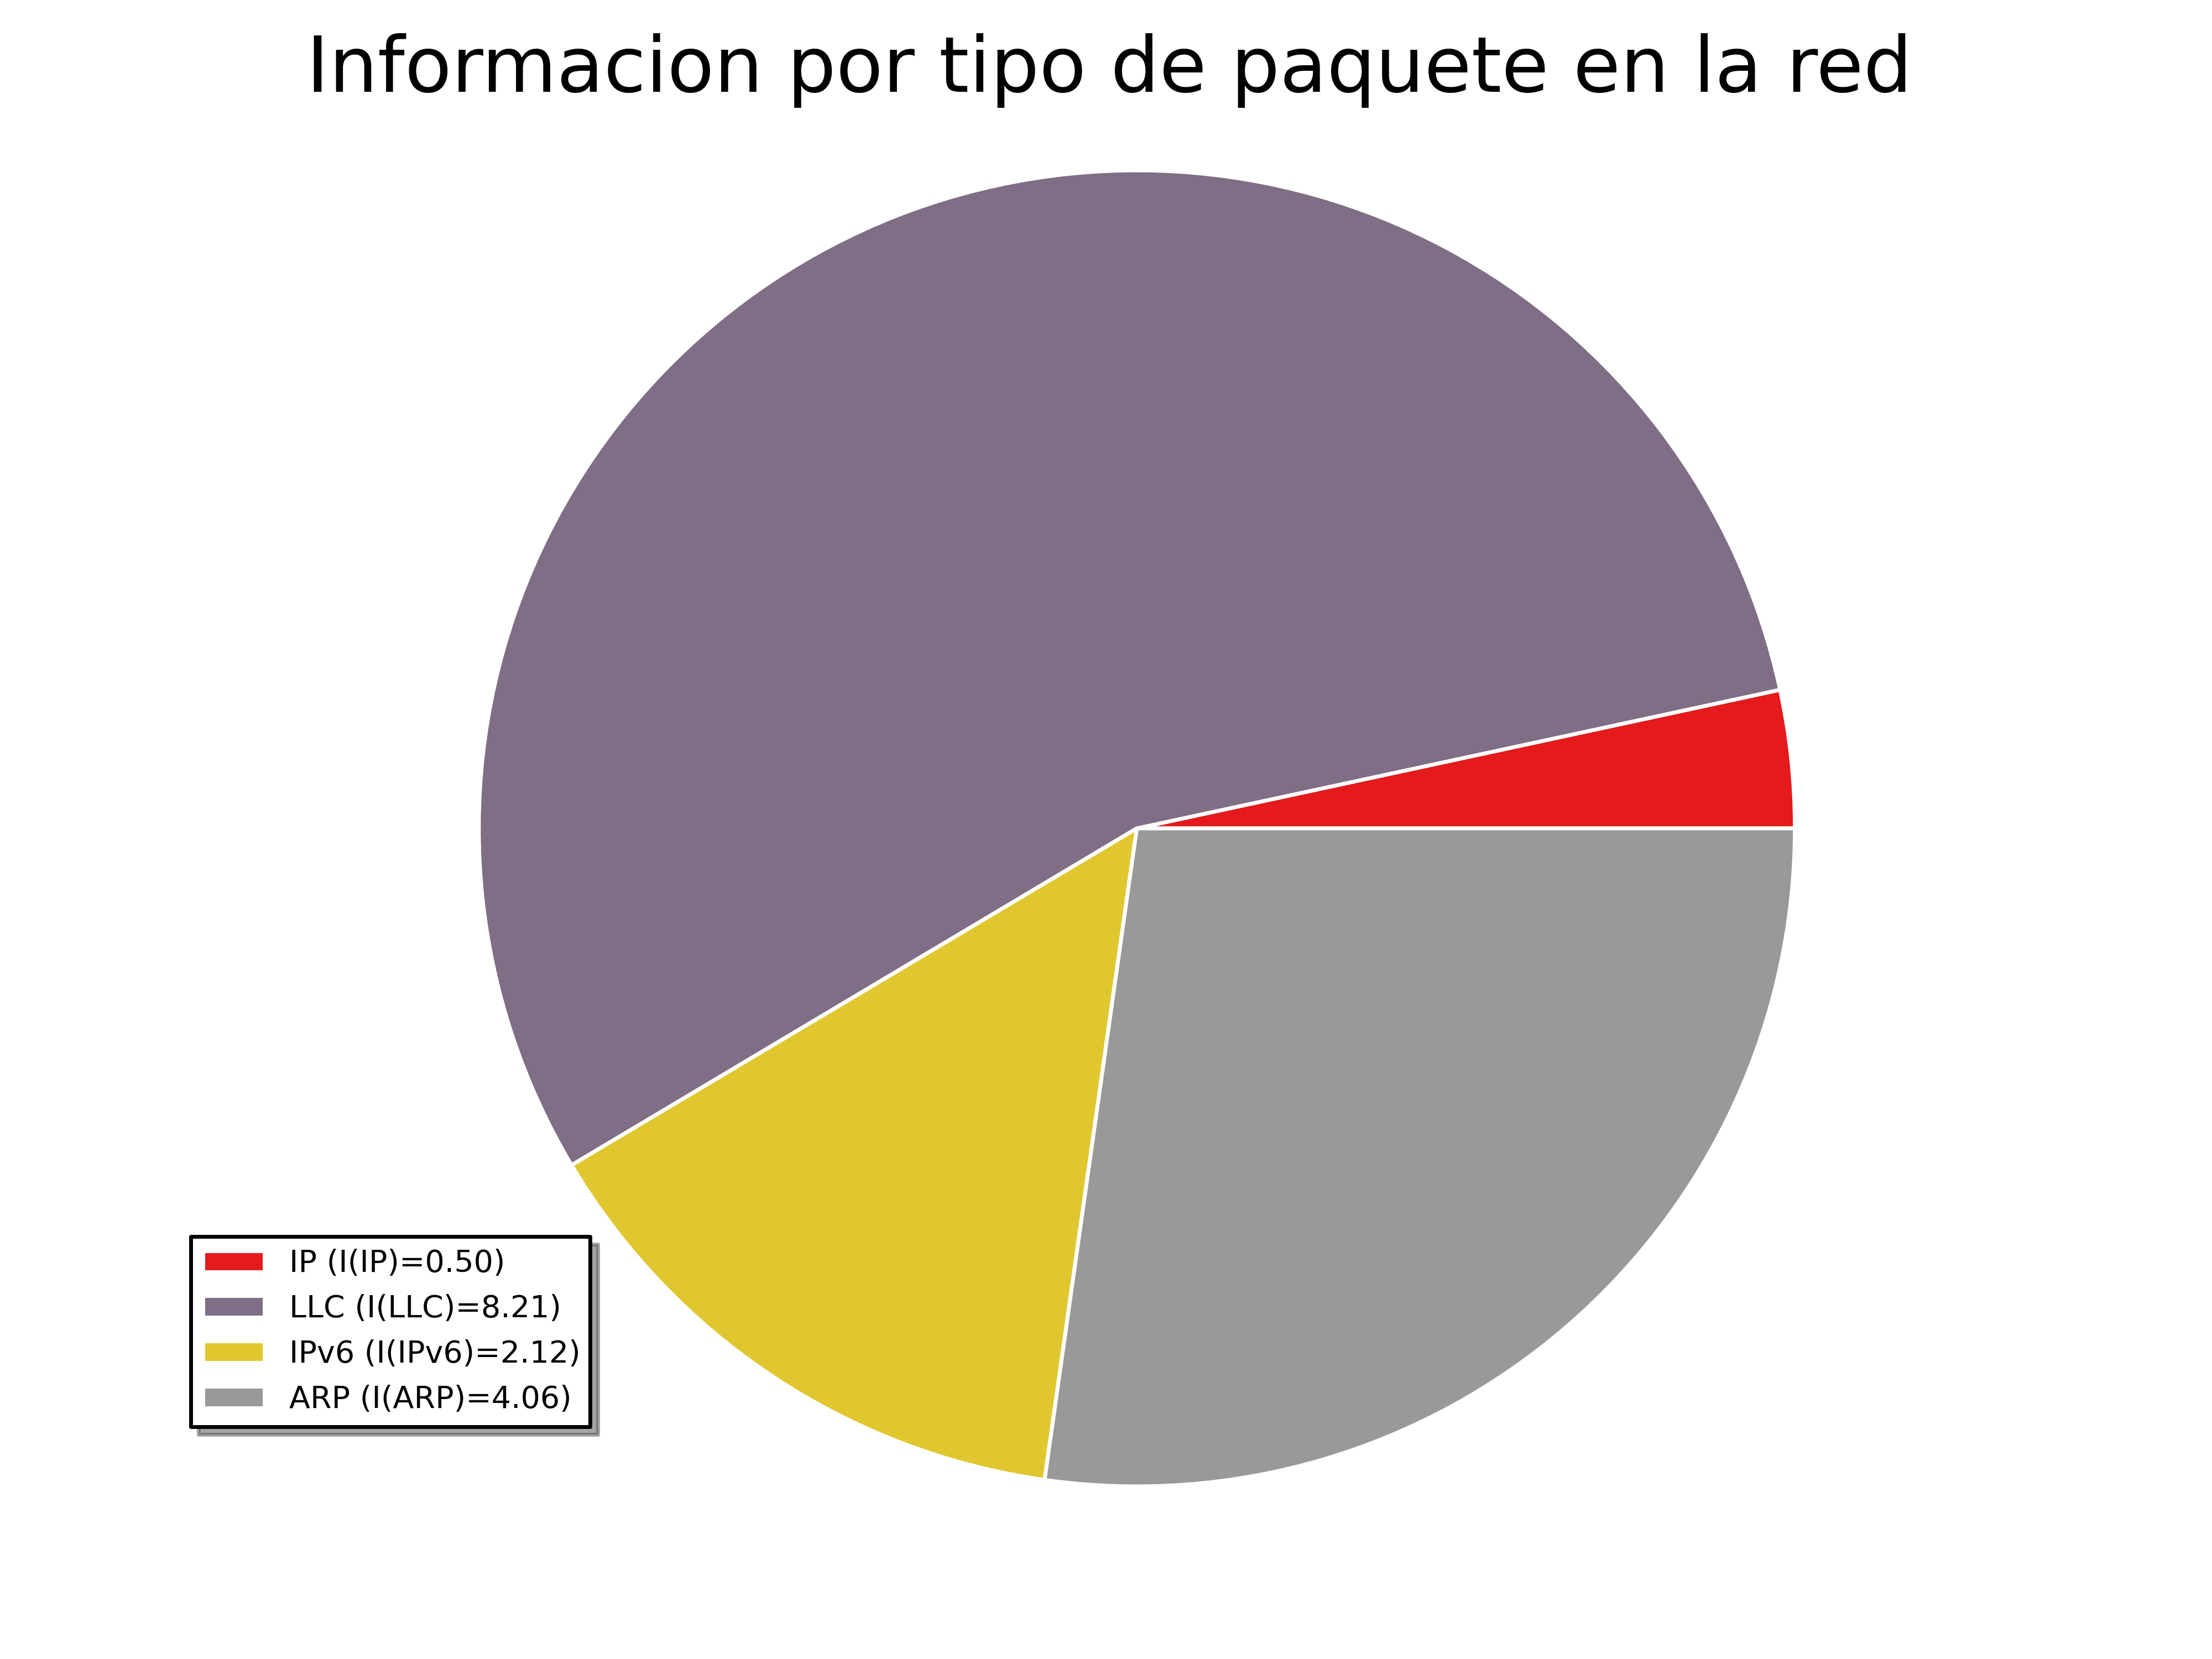 Informacion por tipo de paquete en la red
IP (I(IP)=0.50)
LLC (I(LLC)=8.21)
IPv6 (I(IPv6)=2.12)
ARP (I(ARP)=4.06)